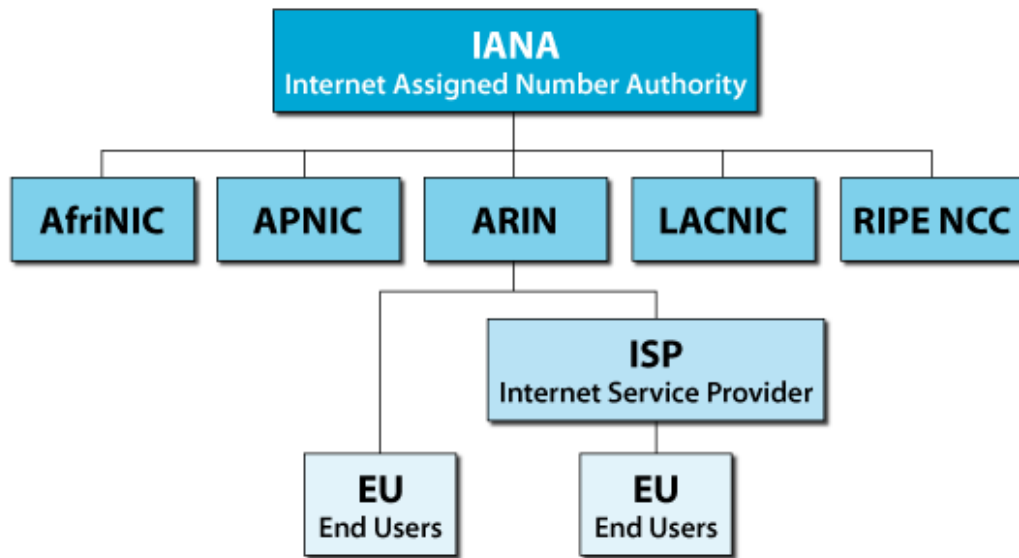 IANA
Internet Assigned Number Authority
AfriNIC
APNIC
ARIN
LACNIC
RIPE NCC
ISP
Internet Service Provider
EU
End Users
EU
End Users